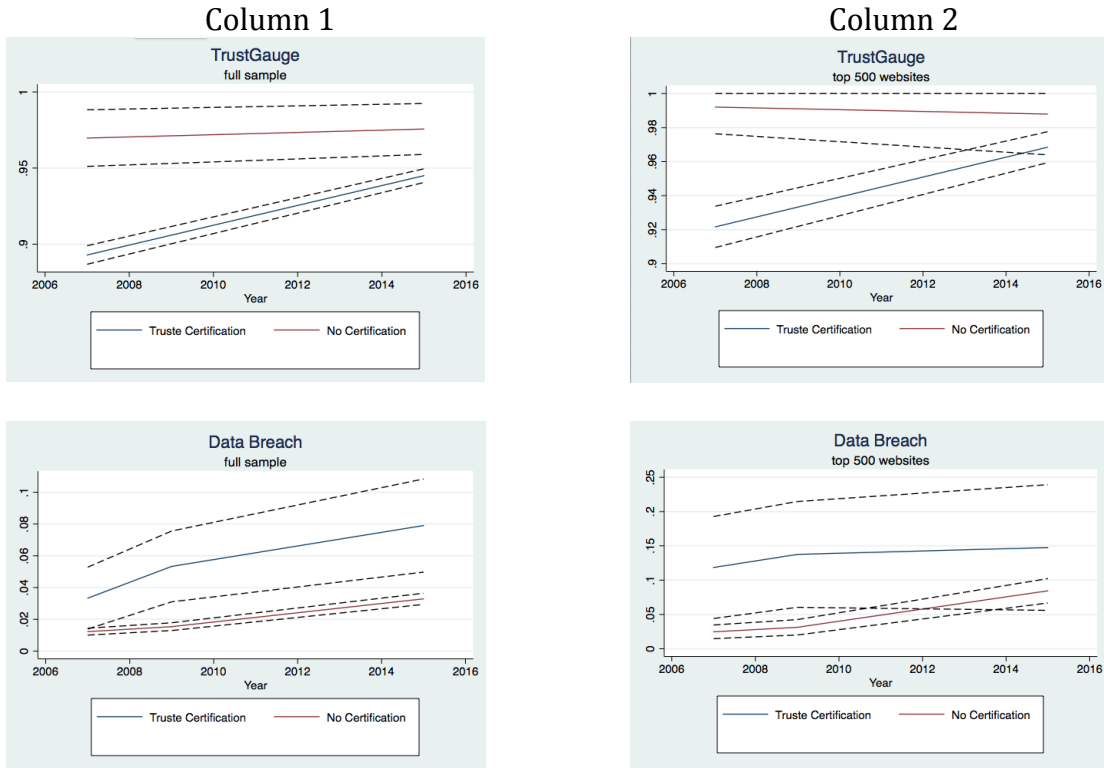 Column 1
Column 2
TrustGauge
full sample
1
.95
.9
2006 2008 2010 2012 2014 2016
Year
Truste Certification No Certification
TrustGauge
top 500 websites
1
.98
.96
.94
.92
.9
2006 2008 2010 2012 2014 2016
Year
Truste Certification No Certification
Data Breach
full sample
.1
.08
.06
.04
.02
0
2006 2008 2010 2012 2014 2016
Year
Truste Certification No Certification
Data Breach
top 500 websites
.25
.2
.15
.1
.05
0
2006 2008 2010 2012 2014 2016
Year
Truste Certification No Certification